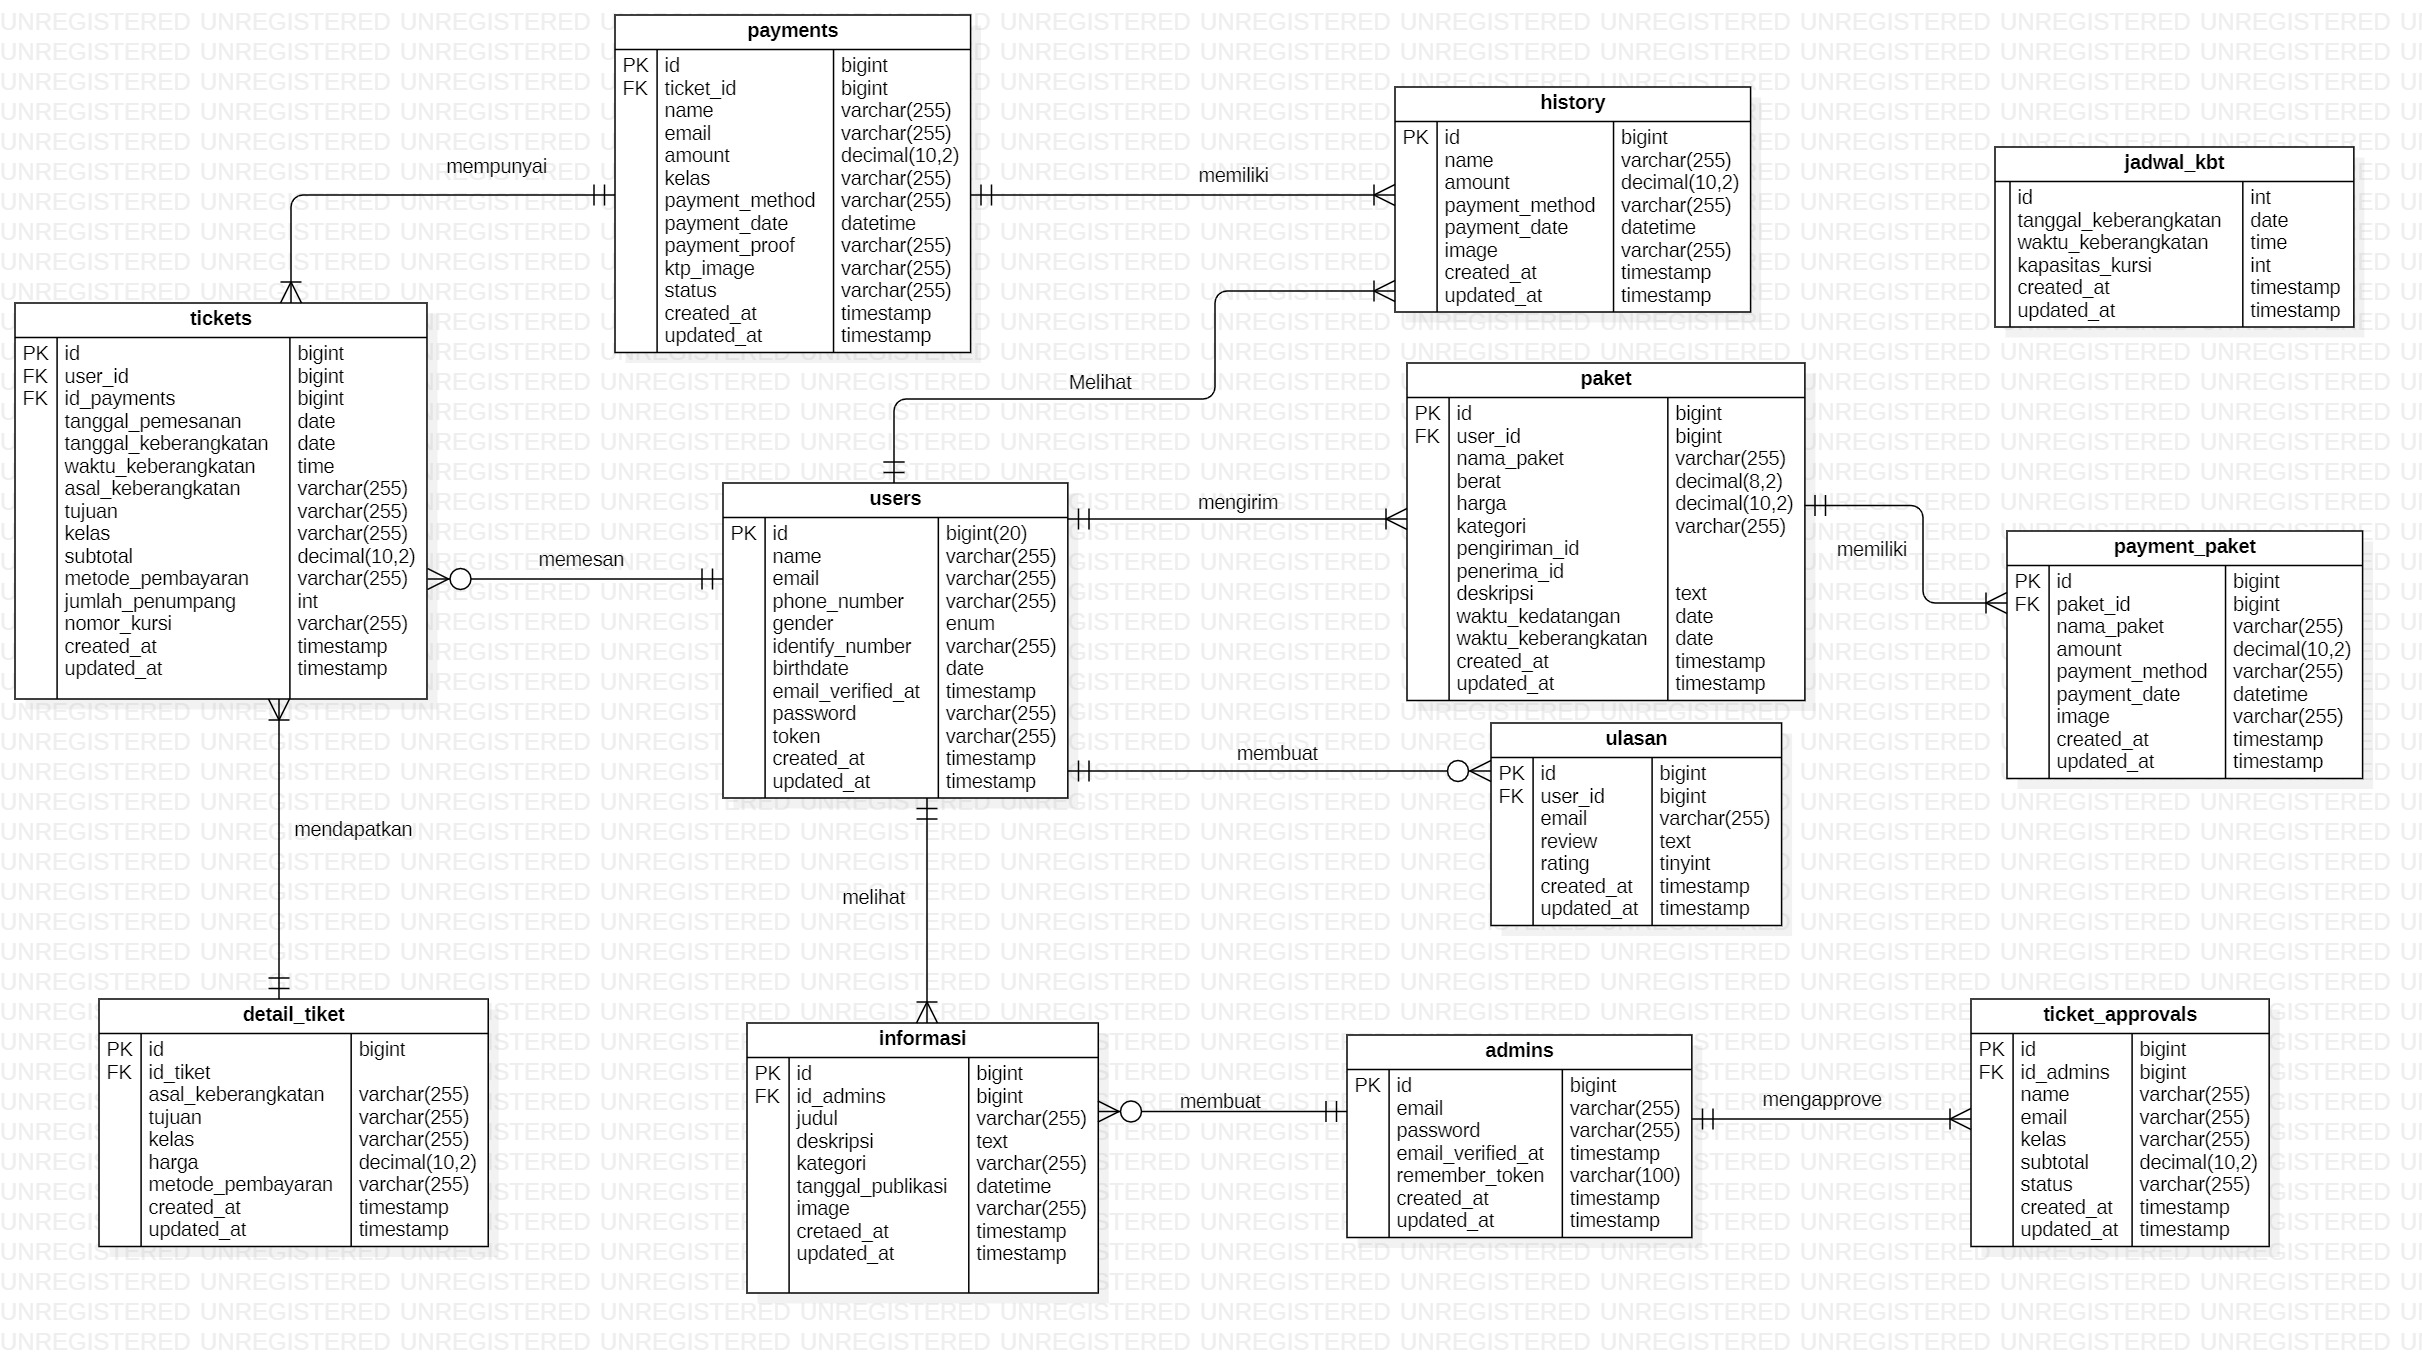 payments
PK id bigint
FK ticket_id bigint
name varchar(255)
email varchar(255)
amount decimal(10,2)
kelas varchar(255)
payment_method varchar(255)
payment_date datetime
payment_proof varchar(255)
ktp_image varchar(255)
status varchar(255)
created_at timestamp
updated_at timestamp
mempunyai
memiliki
history
PK id bigint
name varchar(255)
amount decimal(10,2)
payment_method varchar(255)
payment_date datetime
image varchar(255)
created_at timestamp
updated_at timestamp
jadwal_kbt
id int
tanggal_keberangkatan date
waktu_keberangkatan time
kapasitas_kursi int
created_at timestamp
updated_at timestamp
tickets
PK id bigint
FK user_id bigint
FK id_payments bigint
tanggal_pemesanan date
tanggal_keberangkatan date
waktu_keberangkatan time
asal_keberangkatan varchar(255)
tujuan varchar(255)
kelas varchar(255)
subtotal decimal(10,2)
metode_pembayaran varchar(255)
jumlah_penumpang int
nomor_kursi varchar(255)
created_at timestamp
updated_at timestamp
Melihat
memesan
users
PK id bigint(20)
name varchar(255)
email varchar(255)
phone_number varchar(255)
gender enum
identify_number varchar(255)
birthdate date
email_verified_at timestamp
password varchar(255)
token varchar(255)
created_at timestamp
updated_at timestamp
mengirim
paket
PK id bigint
FK user_id bigint
nama_paket varchar(255)
berat decimal(8,2)
harga decimal(10,2)
kategori varchar(255)
pengiriman_id
penerima_id
deskripsi text
waktu_kedatangan date
waktu_keberangkatan date
created_at timestamp
updated_at timestamp
memiliki
payment_paket
PK id bigint
FK paket_id bigint
nama_paket varchar(255)
amount decimal(10,2)
payment_method varchar(255)
payment_date datetime
image varchar(255)
created_at timestamp
updated_at timestamp
membuat
ulasan
PK id bigint
FK user_id bigint
email varchar(255)
review text
rating tinyint
created_at timestamp
updated_at timestamp
mendapatkan
melihat
detail_tiket
PK id bigint
FK id_tiket
asal_keberangkatan varchar(255)
tujuan varchar(255)
kelas varchar(255)
harga decimal(10,2)
metode_pembayaran varchar(255)
created_at timestamp
updated_at timestamp
informasi
PK id bigint
FK id_admins bigint
judul varchar(255)
deskripsi text
kategori varchar(255)
tanggal_publikasi datetime
image varchar(255)
cretaed_at timestamp
updated_at timestamp
membuat
admins
PK id bigint
email varchar(255)
password varchar(255)
email_verified_at timestamp
remember_token varchar(100)
created_at timestamp
updated_at timestamp
mengapprove
ticket_approvals
PK id bigint
FK id_admins bigint
name varchar(255)
email varchar(255)
kelas varchar(255)
subtotal decimal(10,2)
status varchar(255)
created_at timestamp
updated_at timestamp
UNREGISTERED